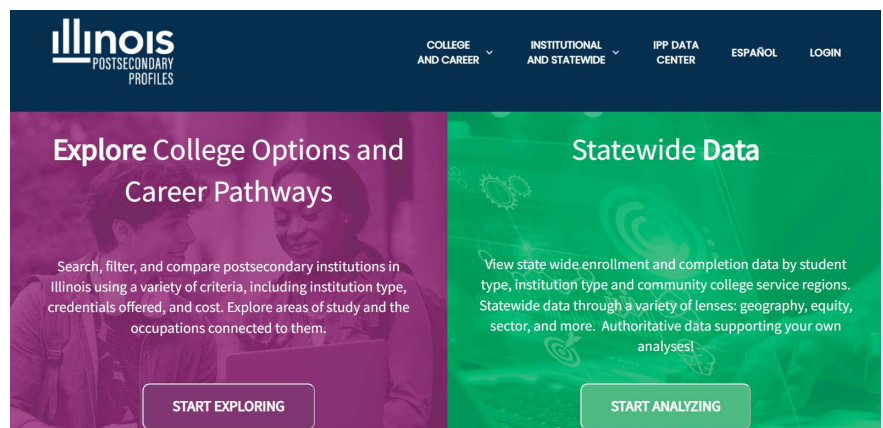 Illinois
POSTSECONDARY
PROFILES
COLLEGE
AND CAREER
INSTITUTIONAL
AND STATEWIDE
IPP DATA
CENTER
ESPAÑOL
LOGIN
Explore College Options and
Career Pathways
Search, filter, and compare postsecondary institutions in
Illinois using a variety of criteria, including institution type,
credentials offered, and cost. Explore areas of study and the
occupations connected to them.
START EXPLORING
Statewide Data
View state wide enrollment and completion data by student
type, institution type and community college service regions.
Statewide data through a variety of lenses: geography, equity,
sector, and more. Authoritative data supporting your own
analyses!
START ANALYZING